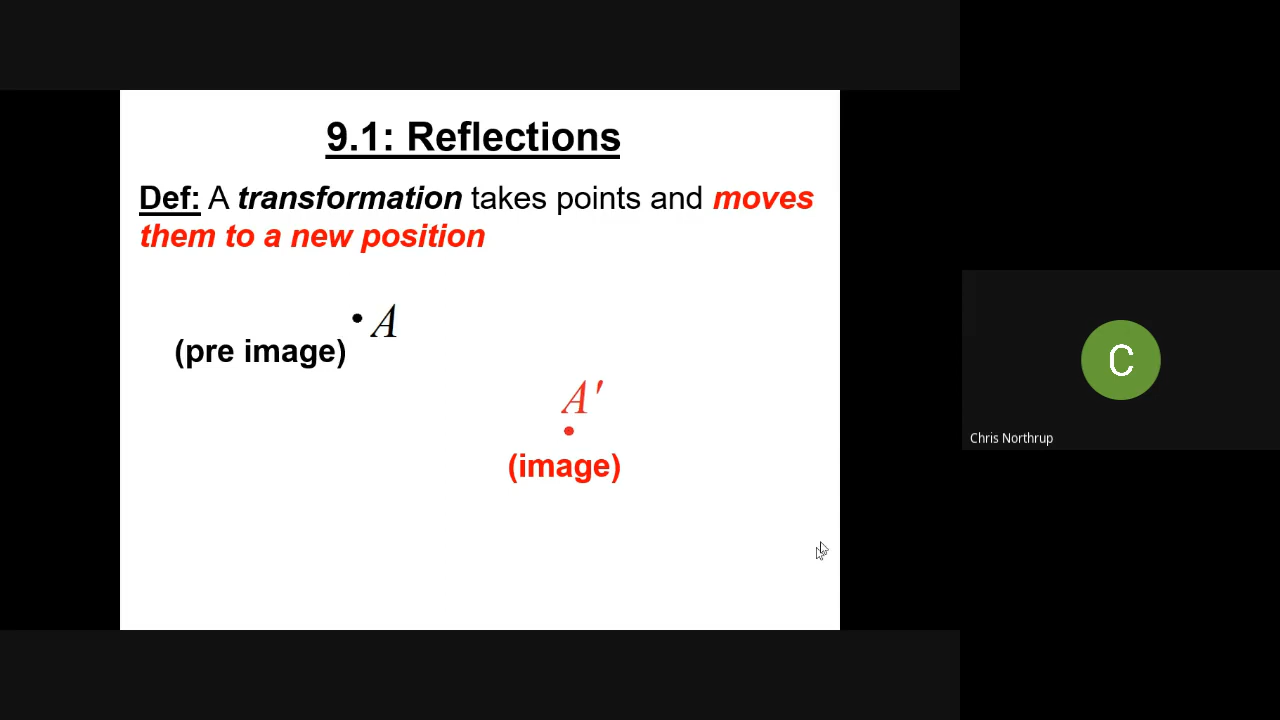 9.1: Reflections
Def: A transformation takes points and moves
them to a new position
A
(pre image)
A′
(image)
C
Chris Northrup